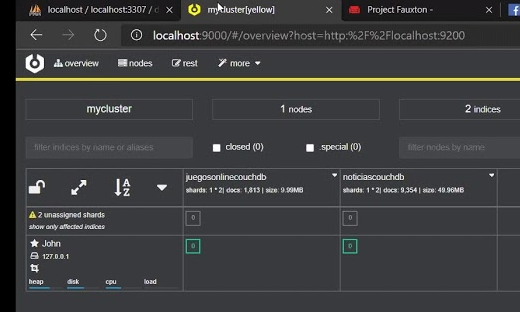 localhost / localhost:3307 / d
mycluster[yellow]
Project Fauxton -
localhost:9000/#/overview?host=http:%2F%2Flocalhost:9200
overview
nodes
rest
more
mycluster
1 nodes
2 indices
filter indices by name or aliases
closed (0)
.special (0)
filter nodes by name
juegosonlinecouchdb
shards: 1 * 2| docs: 1,013 | size: 9.99MB
noticiascouchdb
shards: 1 * 2| docs: 9,354 | size: 49.96MB
2 unassigned shards
show only affected indices
0
0
John
127.0.0.1
heap
disk
cpu
load
0
0